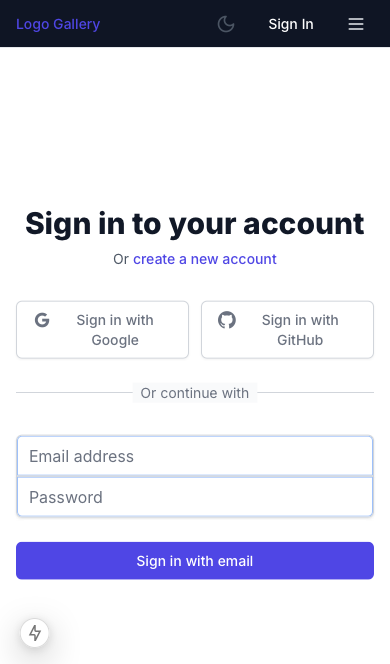 Logo Gallery
Sign In
Sign in to your account
Or create a new account
Sign in with
Google
Sign in with
GitHub
Or continue with
Email address
Password
Sign in with email